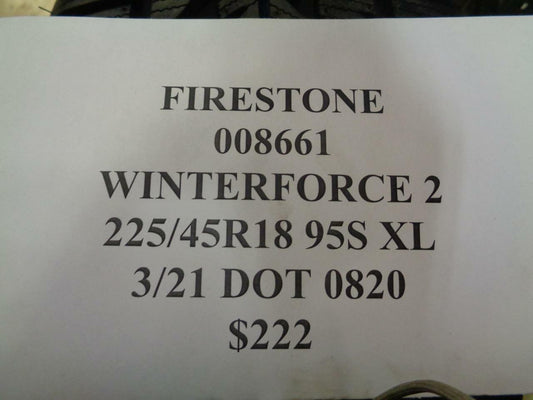 FIRESTONE
008661
WINTERFORCE 2
225/45R18 95S XL
3/21 DOT 0820
$222